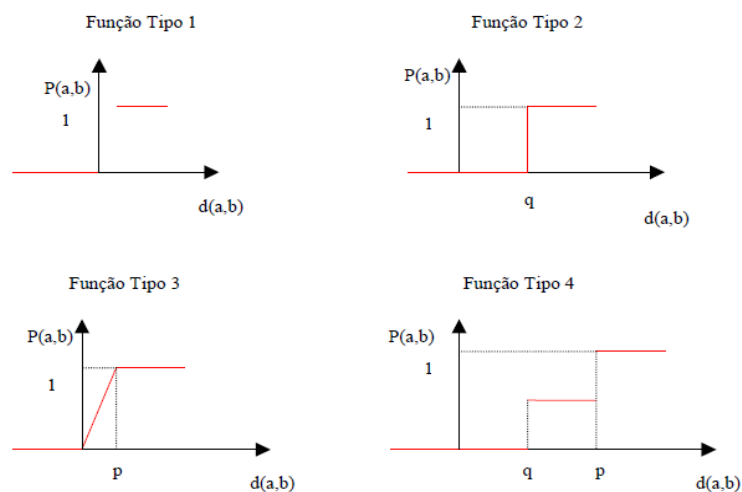 Função Tipo 1
P(a,b)
1
d(a,b)
Função Tipo 2
P(a,b)
1
q
d(a,b)
Função Tipo 3
P(a,b)
1
p
d(a,b)
Função Tipo 4
P(a,b)
1
q
p
d(a,b)